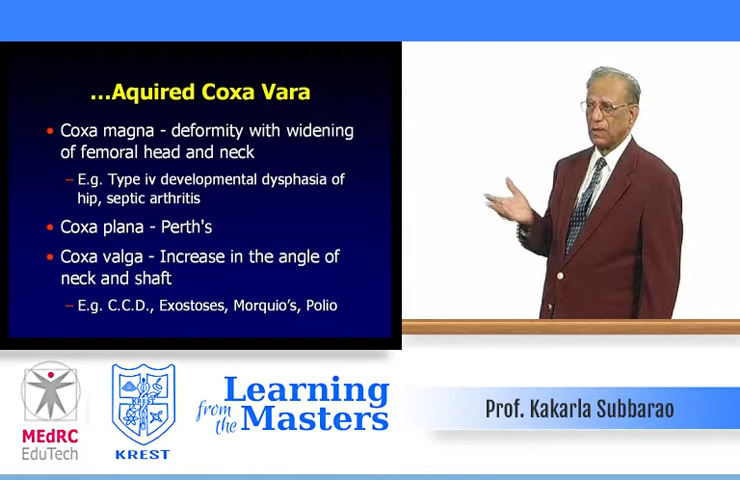 ...Aquired Coxa Vara
• Coxa magna - deformity with widening
of femoral head and neck
– E.g. Type iv developmental dysphasia of
hip, septic arthritis
• Coxa plana - Perth's
• Coxa valga - Increase in the angle of
neck and shaft
– E.g. C.C.D., Exostoses, Morquio's, Polio
MEdRC
EduTech
KREST
KREST
Learning
from the
Masters
Prof. Kakarla Subbarao